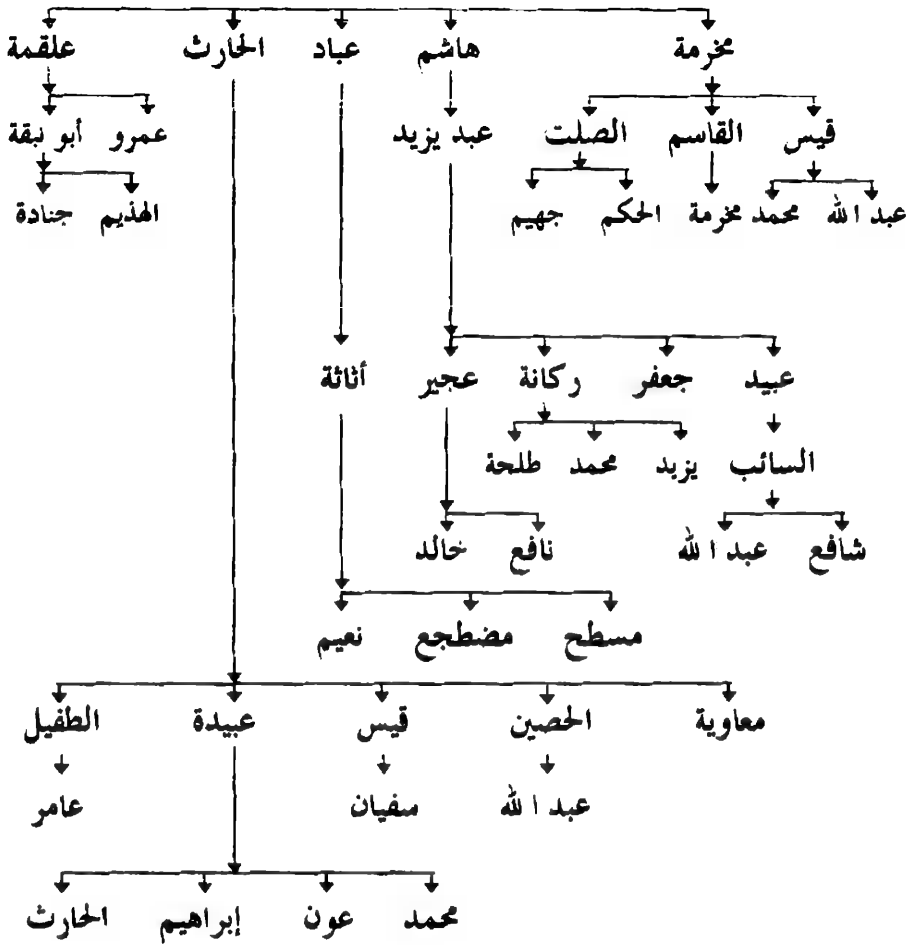 مخرمة هاشم عباد الحارث علقمة
قيس القاسم الصلت عبد يزيد عمرو أبو نبقة
عبد الله محمد مخرمة الحكم جهيم الهذيم جنادة
عبيد جعفر ركانة عجير أثاثة
السائب يزيد محمد طلحة
شافع عبد الله نافع خالد
مسطح مضطجع نعيم
معاوية الحصين قيس عبيدة الطفيل
عبد الله سفيان عامر
محمد عون إبراهيم الحارث